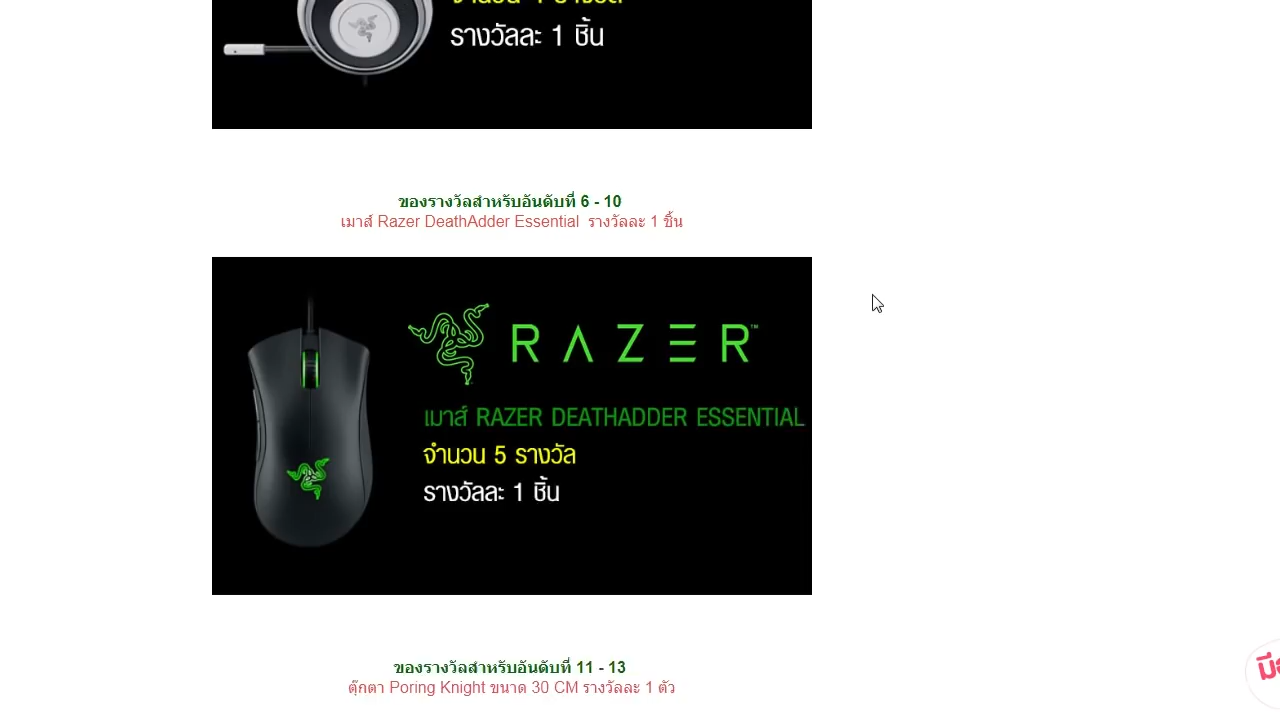 รางวัลละ 1 ชิ้น
ของรางวัลสำหรับอันดับที่ 6 - 10
เมาส์ Razer DeathAdder Essential รางวัลละ 1 ชิ้น
RAZER™
เมาส์ RAZER DEATHADDER ESSENTIAL
จำนวน 5 รางวัล
รางวัลละ 1 ชิ้น
ของรางวัลสำหรับอันดับที่ 11 - 13
ตุ๊กตา Poring Knight ขนาด 30 CM รางวัลละ 1 ตัว